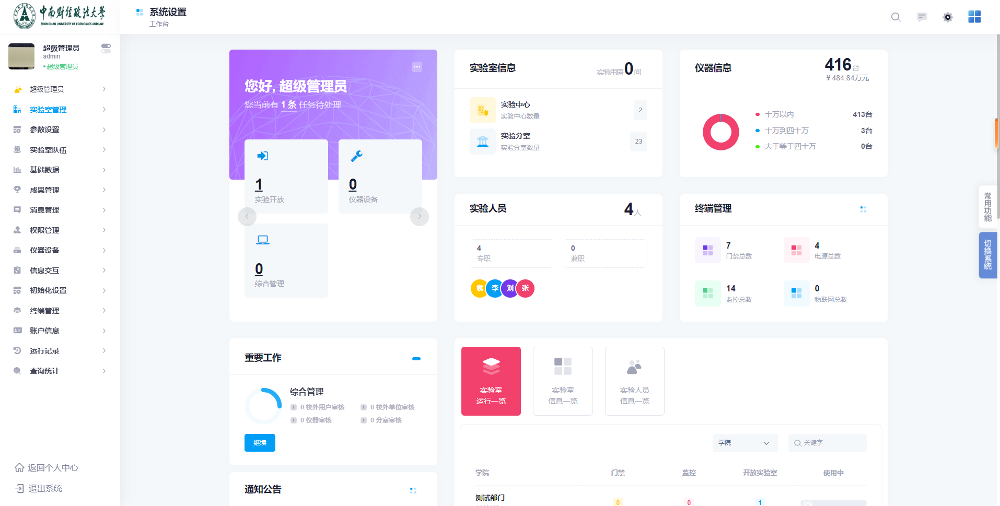 中南财经政法大学
ZHONGNAN UNIVERSITY OF ECONOMICS AND LAW
系统设置
工作台
超级管理员
admin
超级管理员
超级管理员
实验室管理
参数设置
实验室队伍
基础数据
成果管理
消息管理
权限管理
仪器设备
信息交互
初始化设置
终端管理
账户信息
运行记录
查询统计
返回个人中心
退出系统
您好, 超级管理员
您当前有 1 条 任务待处理
1
实验开放
0
仪器设备
0
综合管理
实验室信息
实验用房 0 间
实验中心
实验中心数量
2
实验分室
实验分室数量
23
仪器信息
416 台
￥484.84万元
十万以内 413台
十万到四十万 3台
大于等于四十万 0台
实验人员
4 人
4
专职
0
兼职
袁 李 刘 张
终端管理
7
门禁总数
4
电源总数
14
监控总数
0
物联网总数
常用功能
切换系统
重要工作
综合管理
0 校外用户审核 0 校外单位审核
0 仪器审核 0 分室审核
继续
通知公告
实验室
运行一览
实验室
信息一览
实验人员
信息一览
学院
关键字
学院 门禁 监控 开放实验室 使用中
测试部门 0 0 1 0%